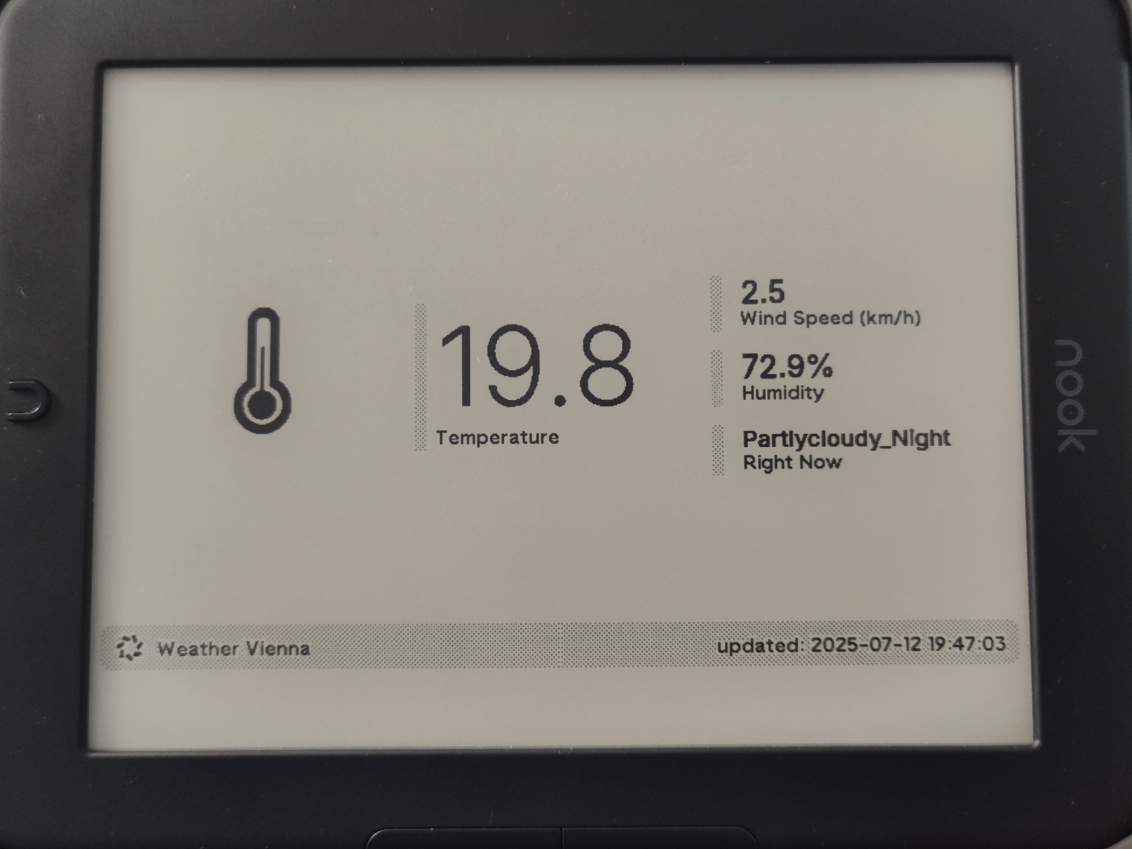 19.8
Temperature
2.5
Wind Speed (km/h)
72.9%
Humidity
Partlycloudy_Night
Right Now
Weather Vienna
updated: 2025-07-12 19:47:03
nook